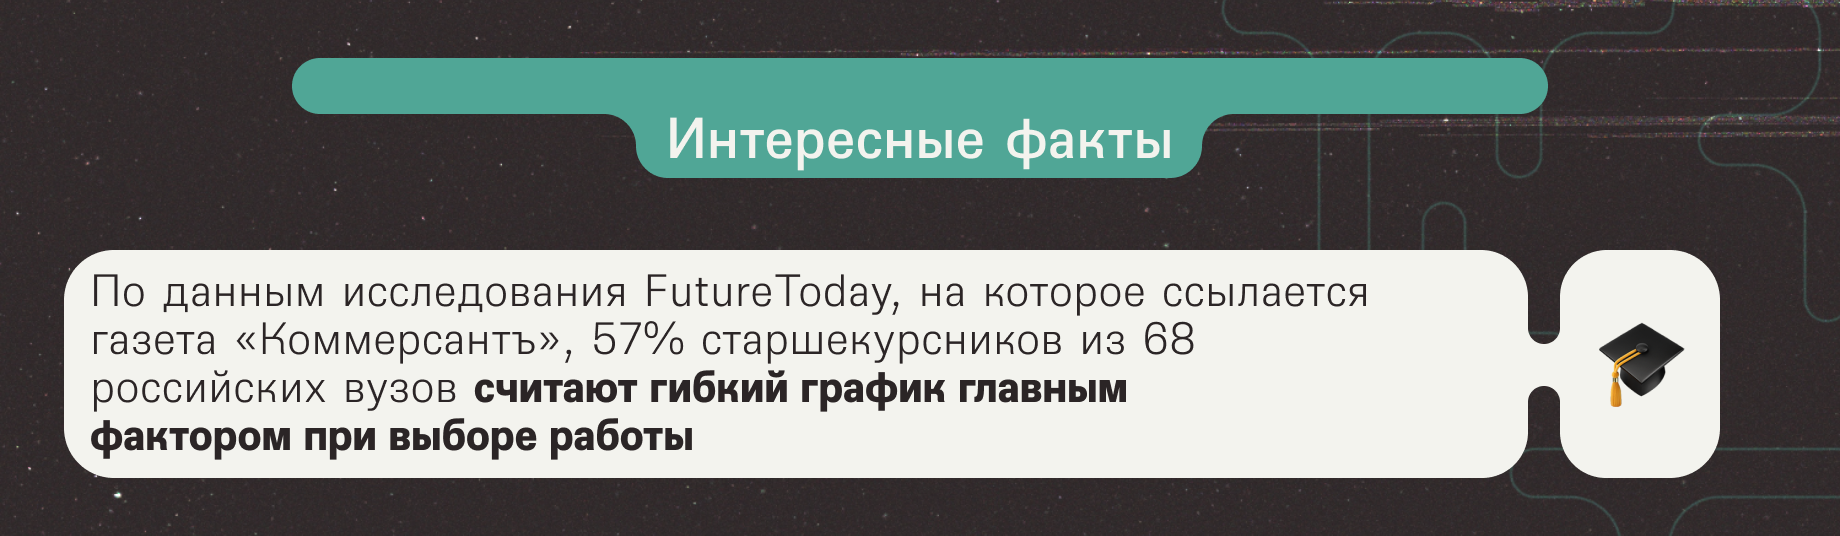 Интересные факты
По данным исследования FutureToday, на которое ссылается
газета «Коммерсантъ», 57% старшекурсников из 68
российских вузов считают гибкий график главным
фактором при выборе работы